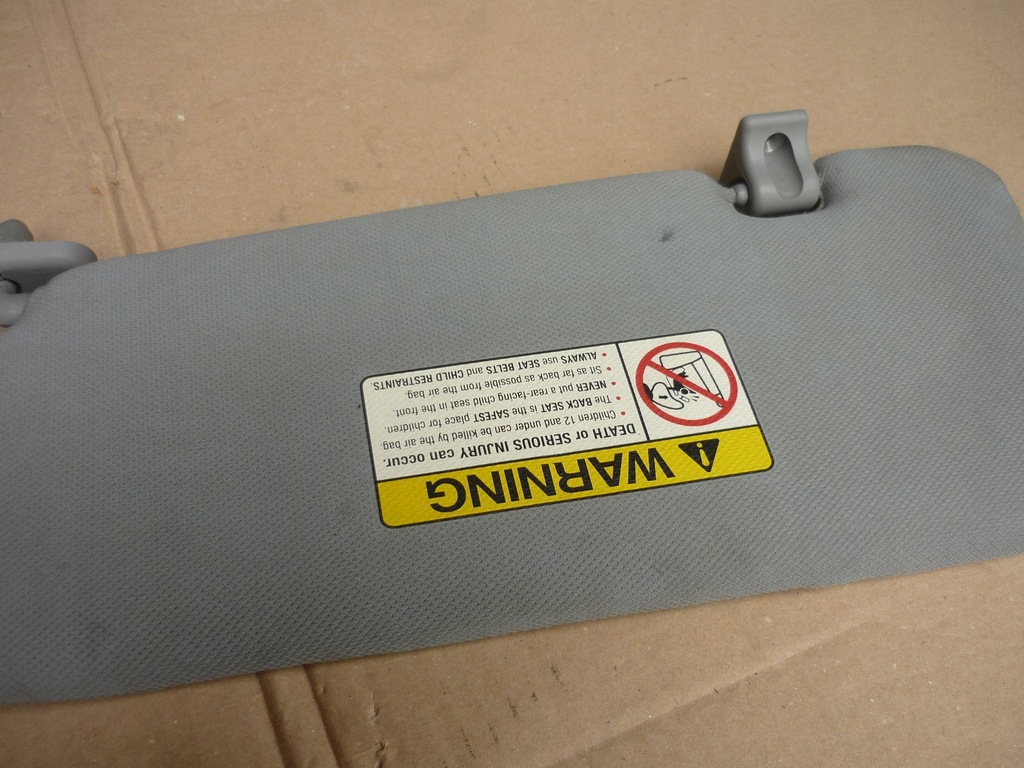 WARNING
DEATH or SERIOUS INJURY can occur.
• Children 12 and under can be killed by the air bag.
• The BACK SEAT is the SAFEST place for children.
• NEVER put a rear-facing child seat in the front.
• Sit as far back as possible from the air bag.
• ALWAYS use SEAT BELTS and CHILD RESTRAINTS.